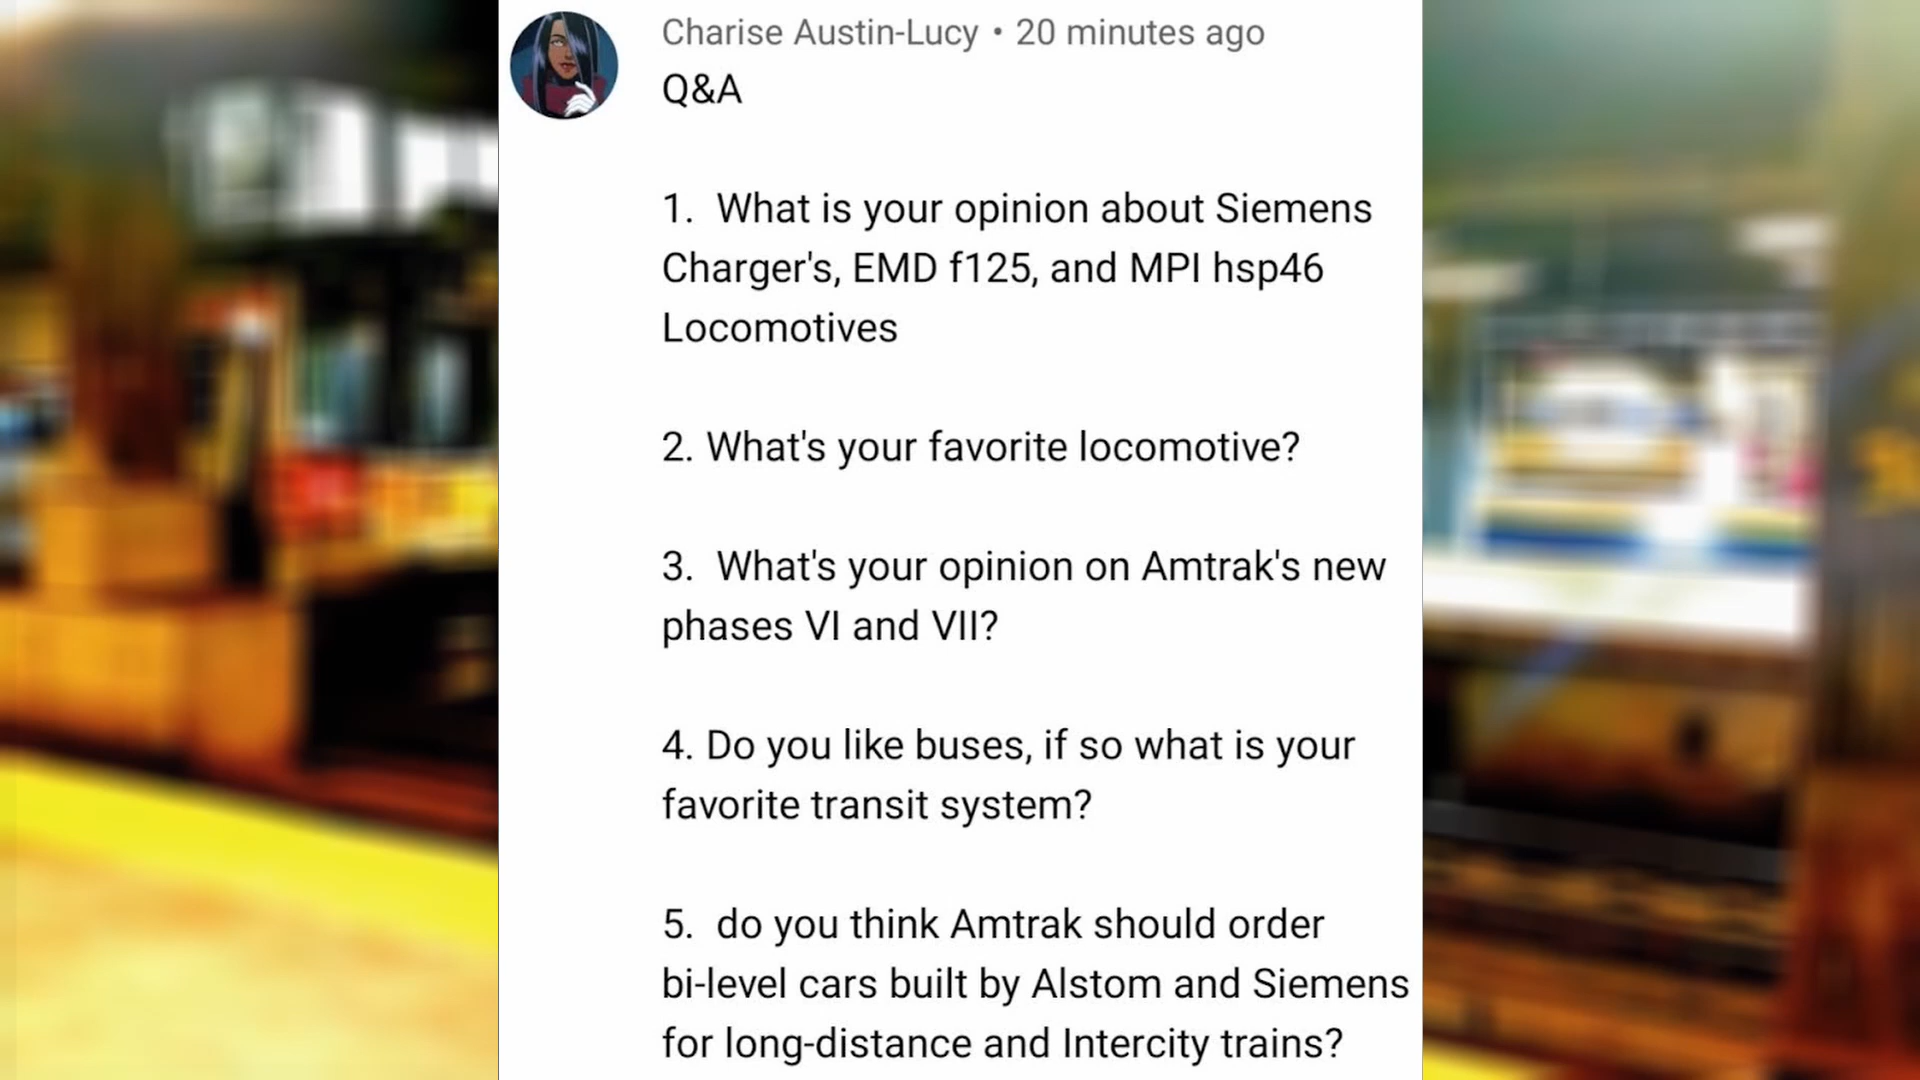 Charise Austin-Lucy • 20 minutes ago
Q&A
1.  What is your opinion about Siemens
Charger's, EMD f125, and MPI hsp46
Locomotives
2. What's your favorite locomotive?
3.  What's your opinion on Amtrak's new
phases VI and VII?
4. Do you like buses, if so what is your
favorite transit system?
5.  do you think Amtrak should order
bi-level cars built by Alstom and Siemens
for long-distance and Intercity trains?